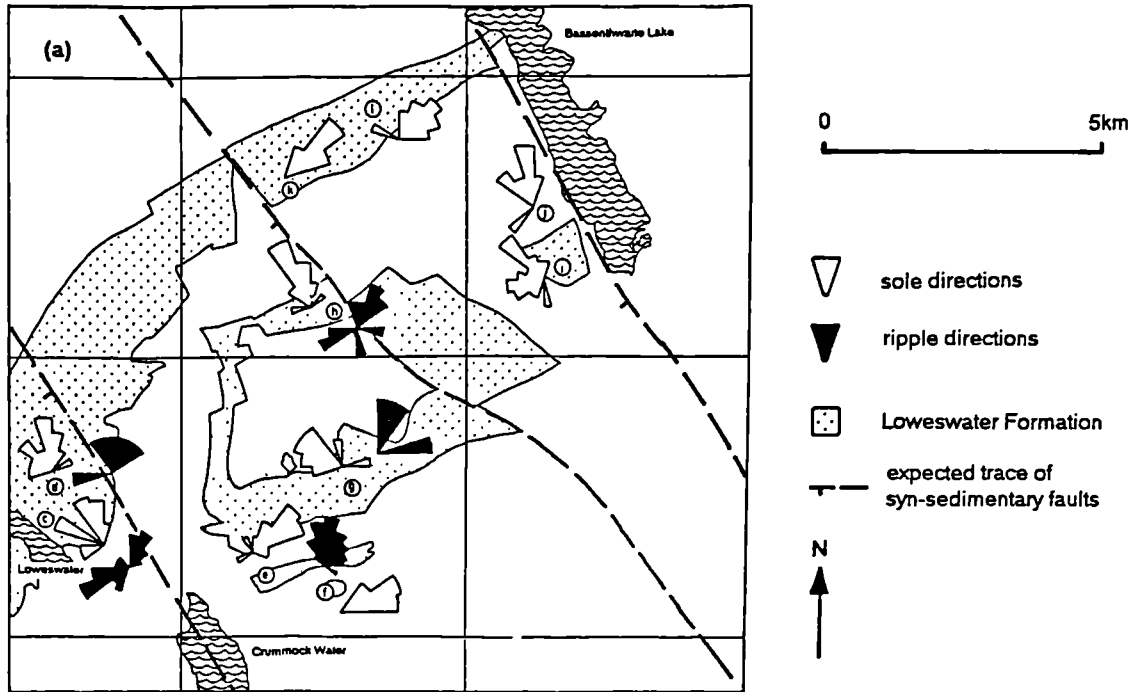 (a)
Bassenthwaite Lake
i
k
j
j
h
d
g
c
Loweswater
e
f
Crummock Water
0 5km
sole directions
ripple directions
Loweswater Formation
expected trace of
syn-sedimentary faults
N